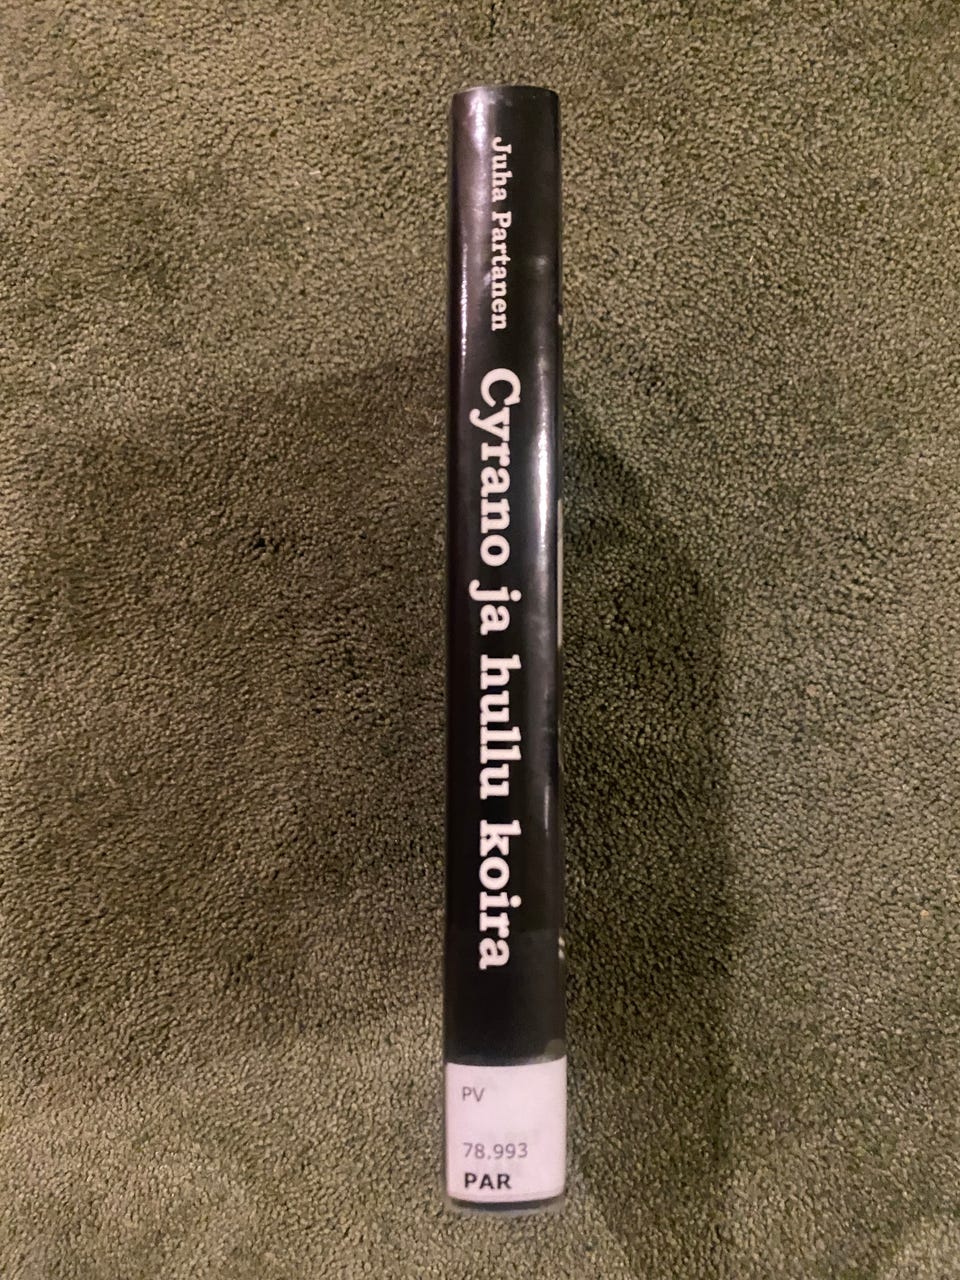 Juha Partanen
Cyrano ja hullu koira
PV
78.993
PAR